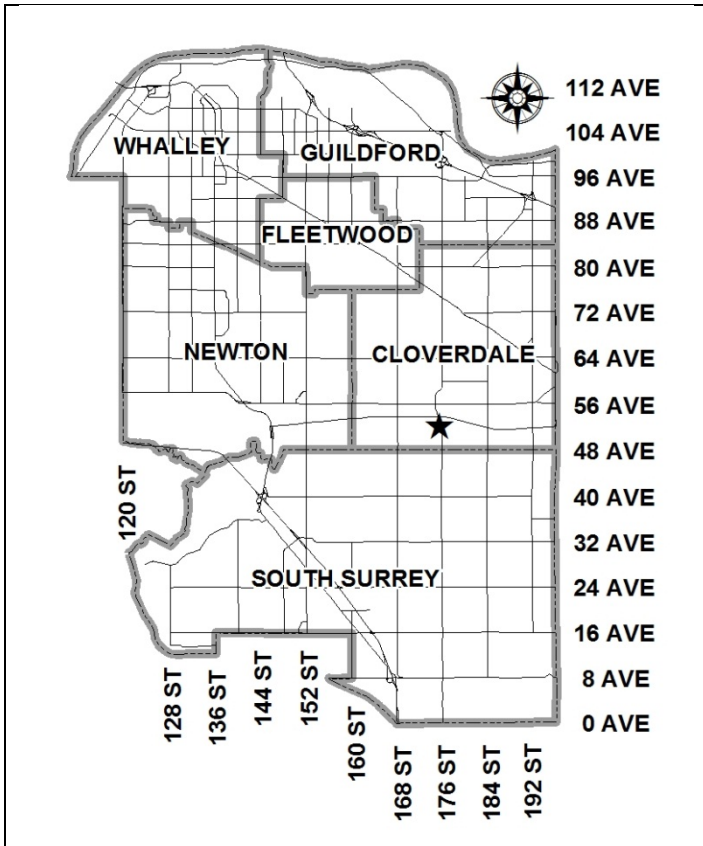 112 AVE
104 AVE
WHALLEY
GUILDFORD
96 AVE
88 AVE
FLEETWOOD
80 AVE
72 AVE
NEWTON
CLOVERDALE
64 AVE
56 AVE
48 AVE
120 ST
40 AVE
32 AVE
SOUTH SURREY
24 AVE
16 AVE
8 AVE
0 AVE
128 ST
136 ST
144 ST
152 ST
160 ST
168 ST
176 ST
184 ST
192 ST